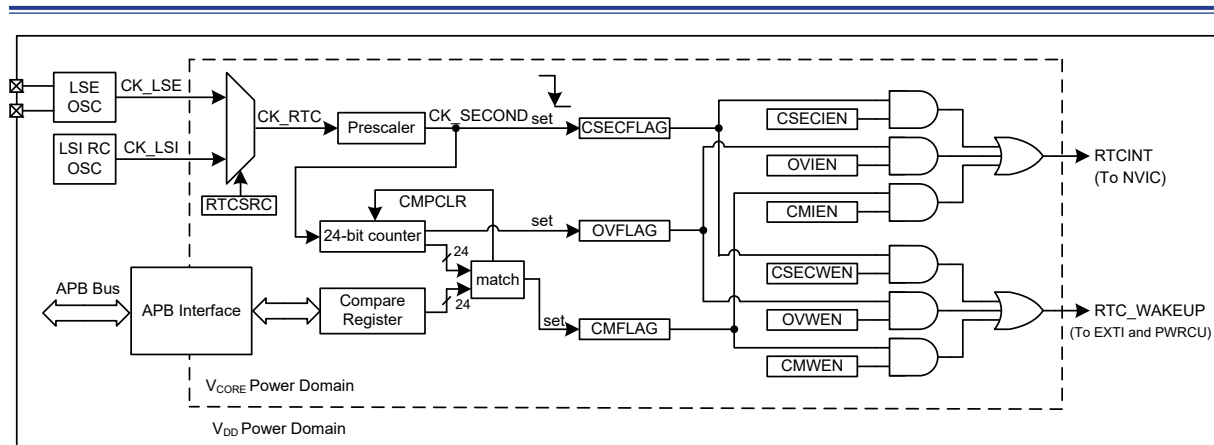 LSE
OSC
CK_LSE
LSI RC
OSC
CK_LSI
RTCSRC
CK_RTC
Prescaler
CK_SECOND
set
CSECFLAG
CMPCLR
24-bit counter
24
set
OVFLAG
match
APB Bus
APB Interface
Compare
Register
24
set
CMFLAG
CSECIEN
OVIEN
CMIEN
RTCINT
(To NVIC)
CSECWEN
OVWEN
CMWEN
RTC_WAKEUP
(To EXTI and PWRCU)
VCORE Power Domain
VDD Power Domain